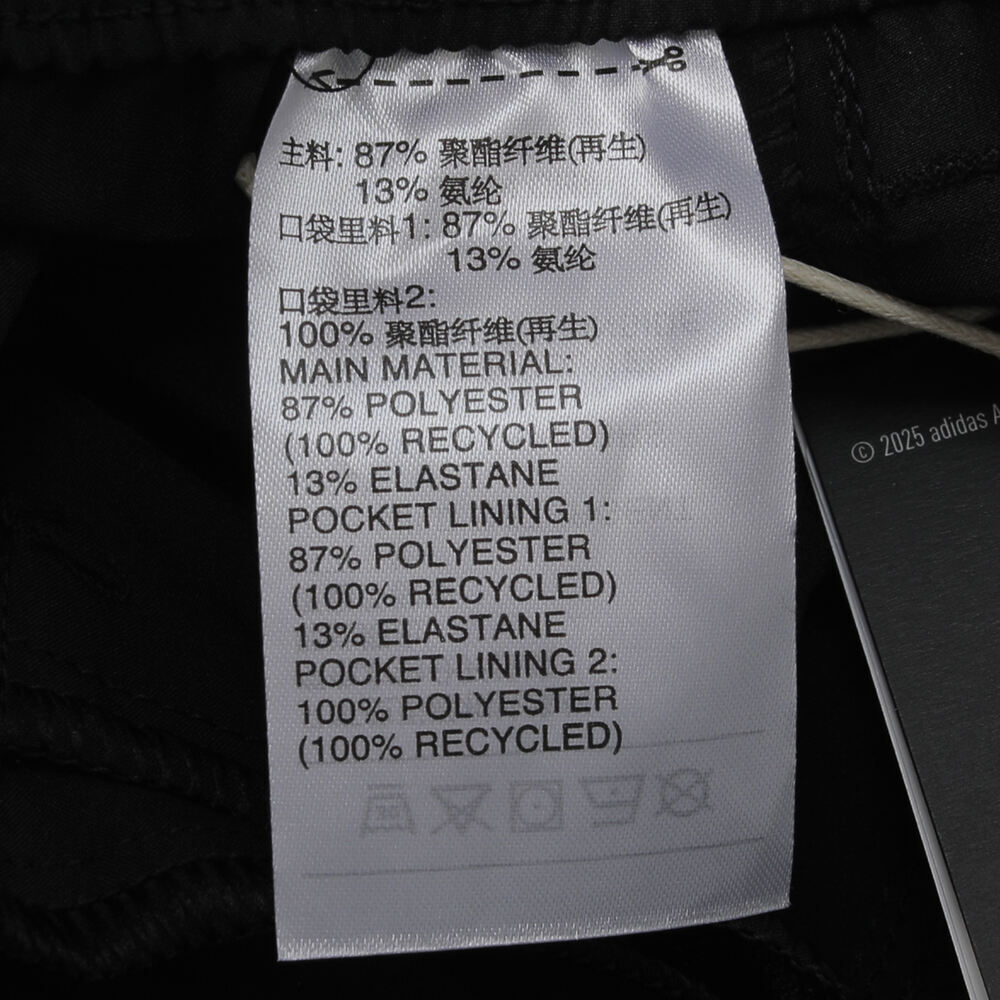 主料: 87% 聚酯纤维(再生)
13% 氨纶
口袋里料1: 87% 聚酯纤维(再生)
13% 氨纶
口袋里料2:
100% 聚酯纤维(再生)
MAIN MATERIAL:
87% POLYESTER
(100% RECYCLED)
13% ELASTANE
POCKET LINING 1:
87% POLYESTER
(100% RECYCLED)
13% ELASTANE
POCKET LINING 2:
100% POLYESTER
(100% RECYCLED)
© 2025 adidas A